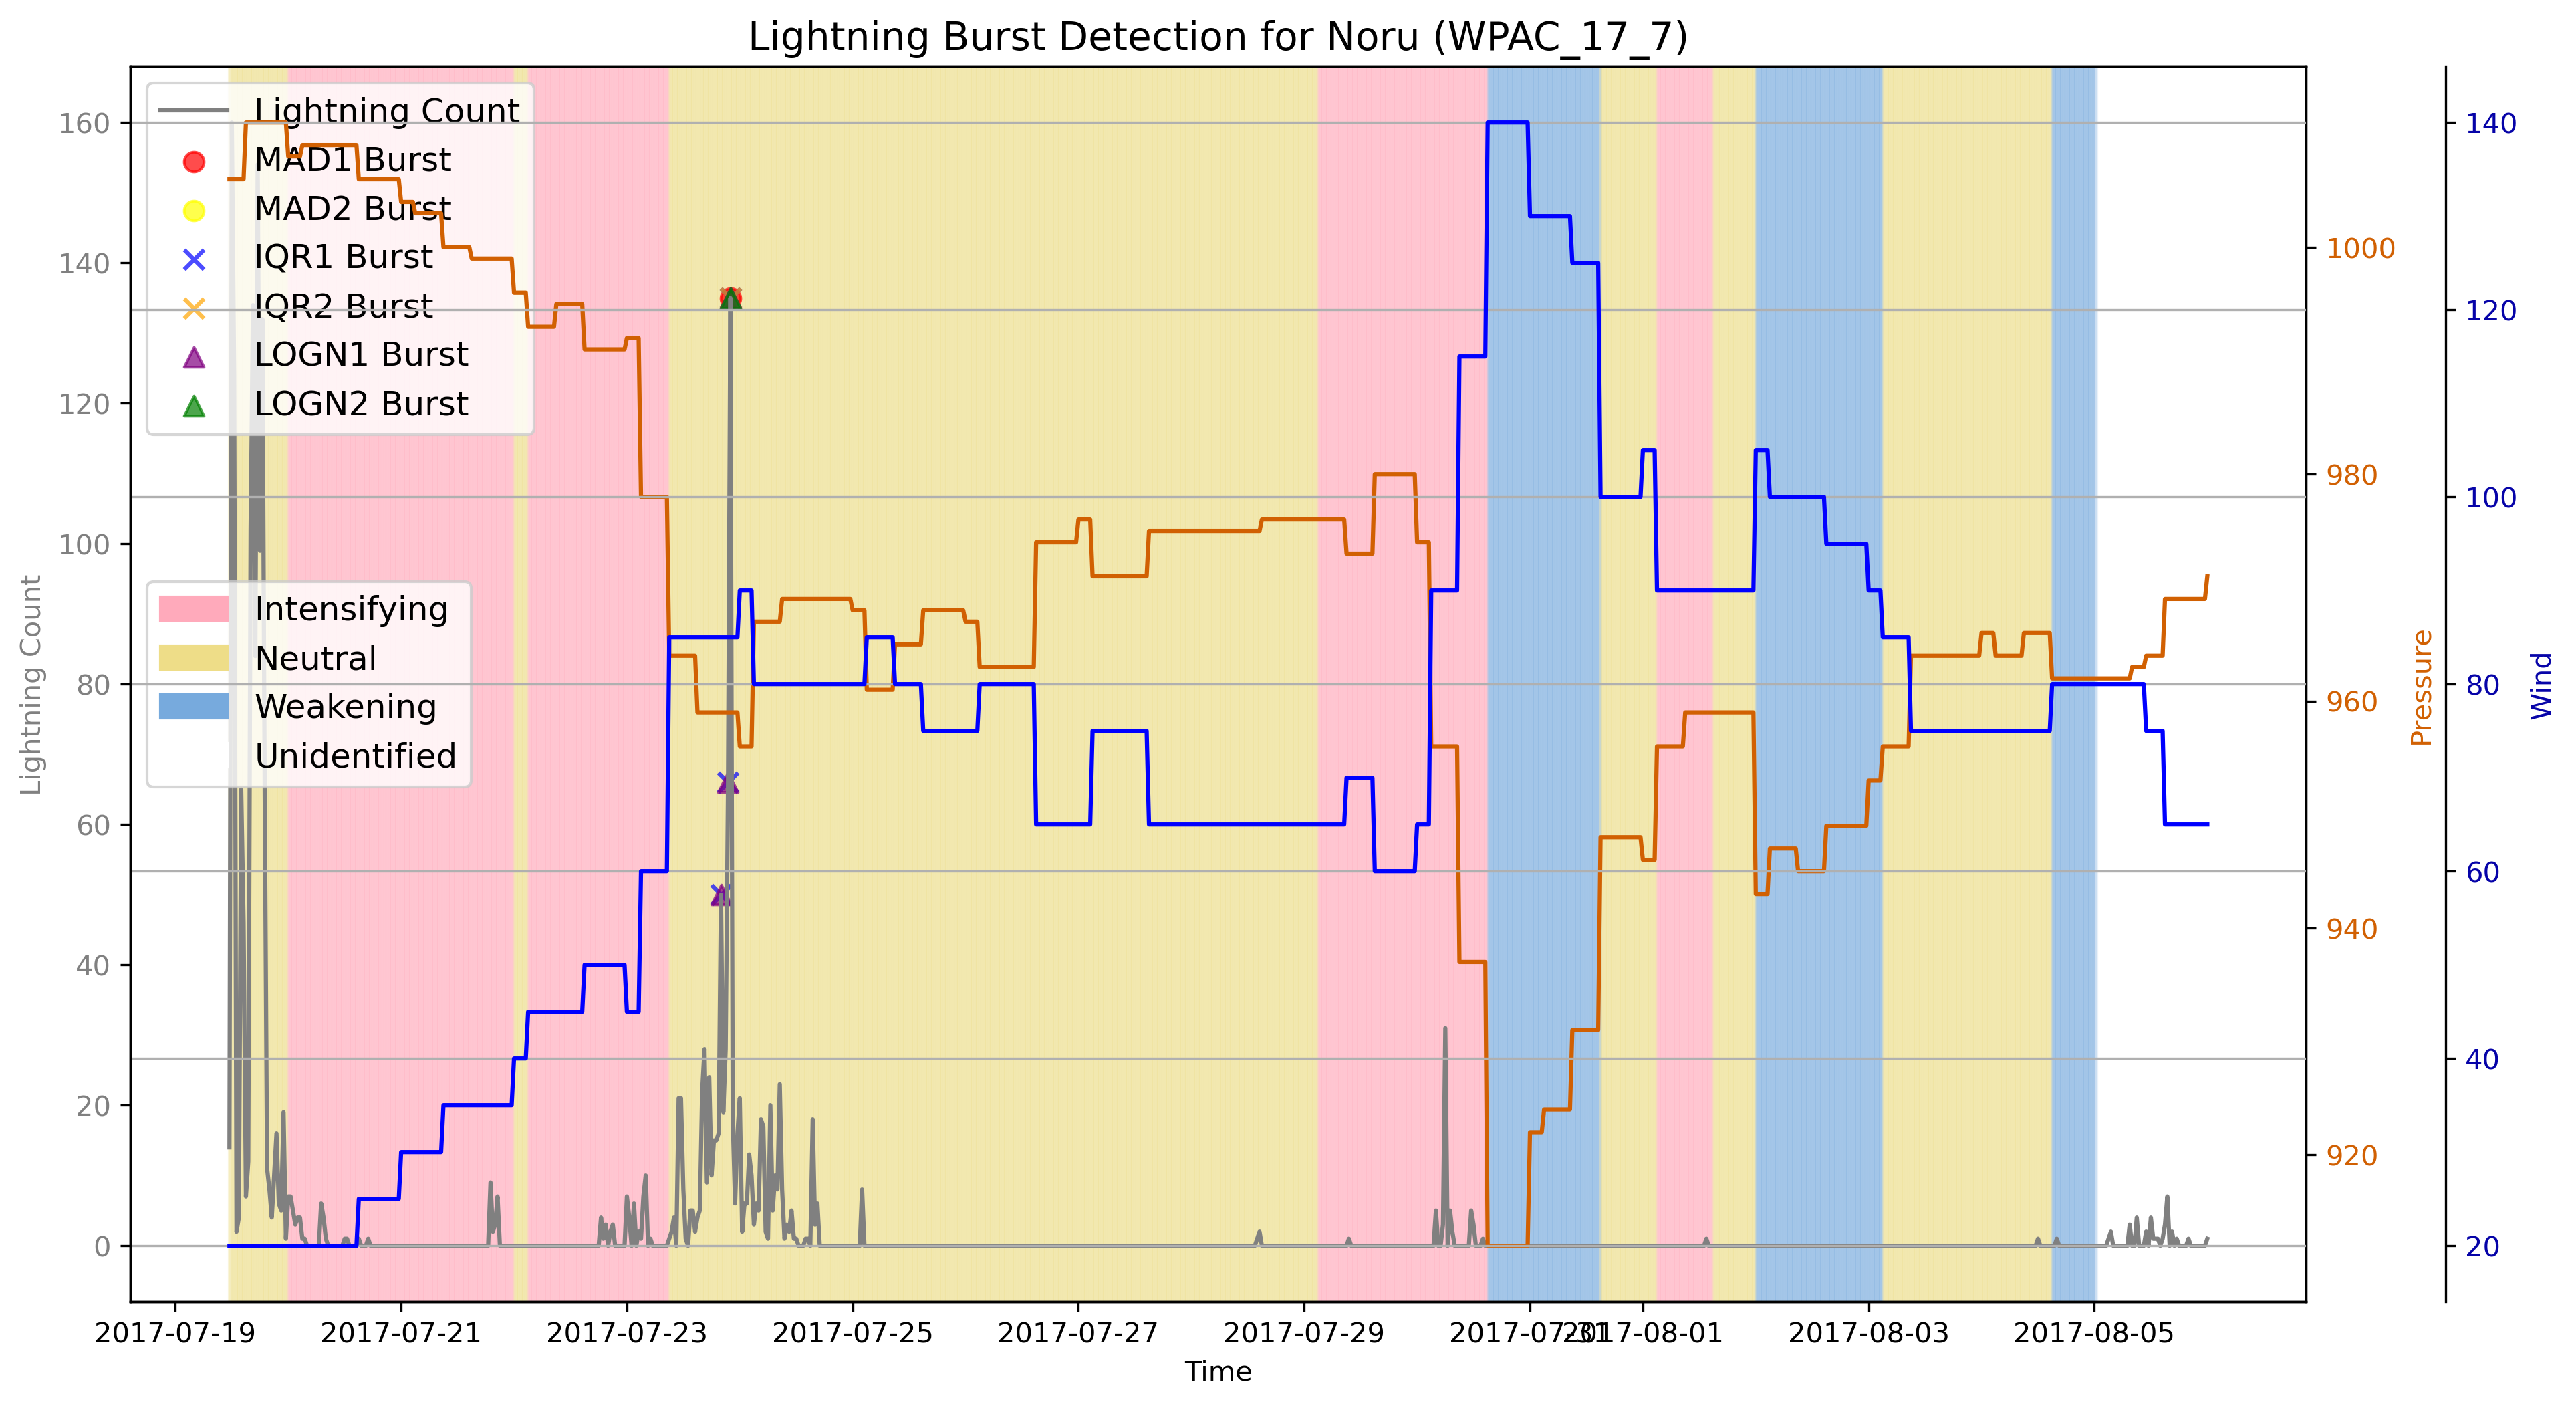 Lightning Burst Detection for Noru (WPAC_17_7)
Lightning Count
MAD1 Burst
MAD2 Burst
IQR1 Burst
IQR2 Burst
LOGN1 Burst
LOGN2 Burst
Intensifying
Neutral
Weakening
Unidentified
160
140
120
100
80
60
40
20
0
Lightning Count
1000
980
960
940
920
Pressure
140
120
100
80
60
40
20
Wind
2017-07-19
2017-07-21
2017-07-23
2017-07-25
2017-07-27
2017-07-29
2017-07-31
2017-08-01
2017-08-03
2017-08-05
Time